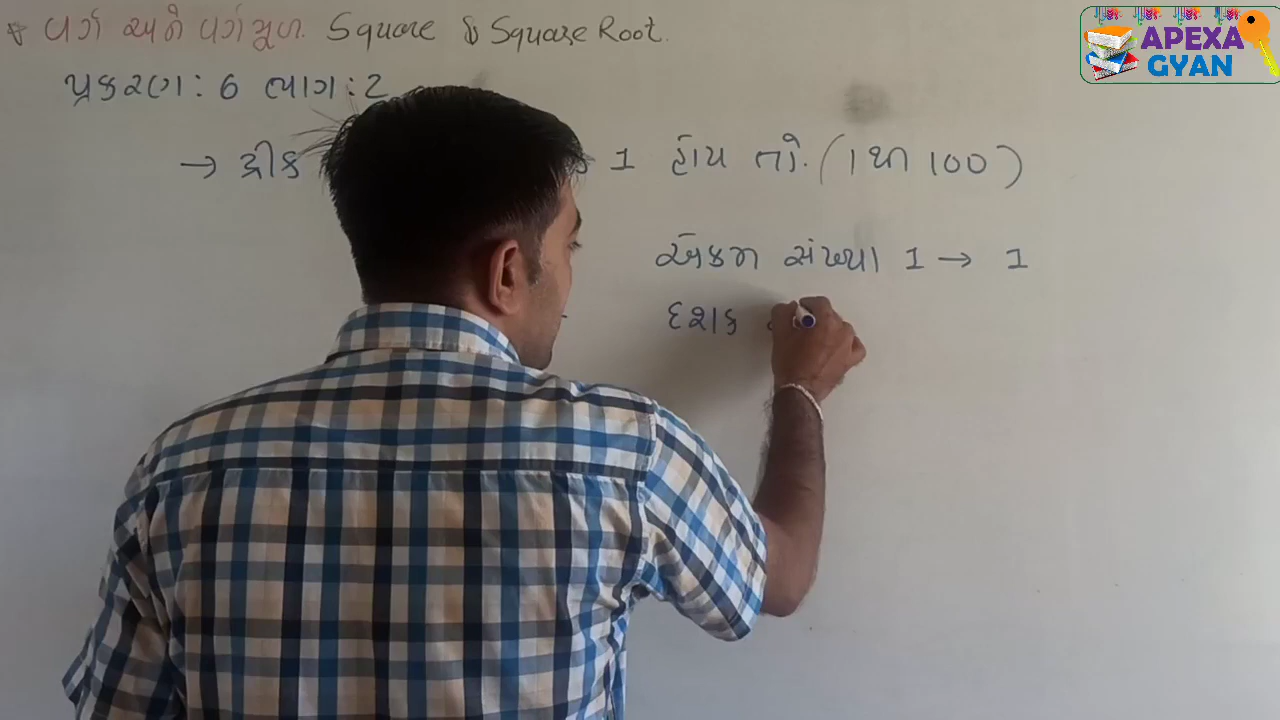 વર્ગ અને વર્ગમૂળ. Square & Square Root.
APEXA
GYAN
પ્રકરણ: 6 ભાગ: 2
→ 1 હોય તો. (1 થી 100)
એકમ સંખ્યા 1 → 1
દશક